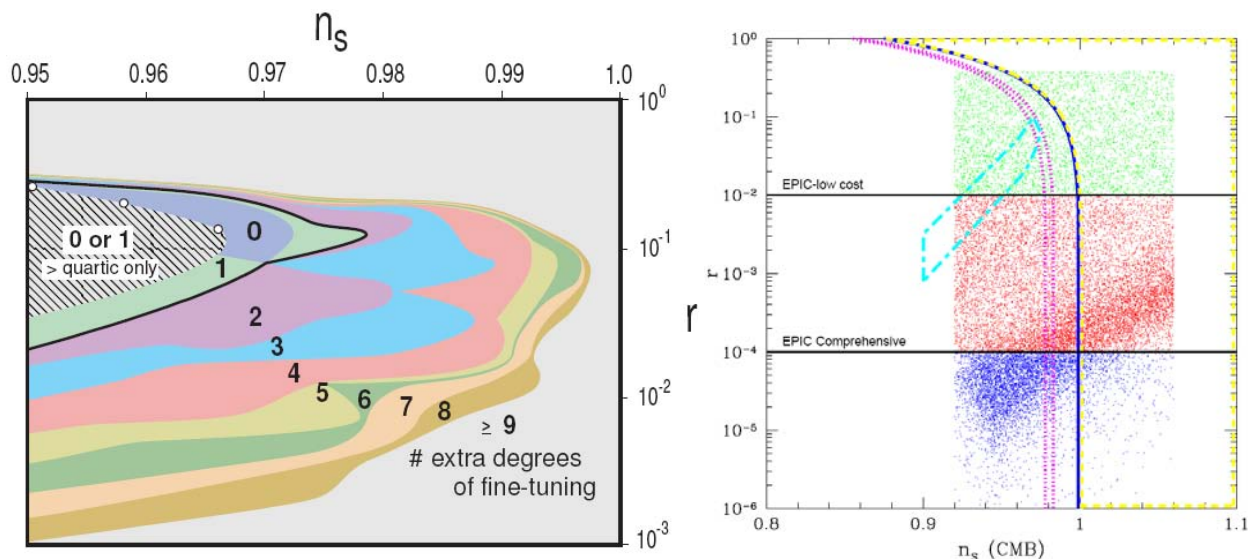 n_s
0.95 0.96 0.97 0.98 0.99 1.0
10^0
0
0 or 1
> quartic only
10^-1
1
2
r
3
4
10^-2
5 6 7 8
≥ 9
# extra degrees
of fine-tuning
10^-3
10^0
10^-1
EPIC-low cost
10^-2
r
10^-3
EPIC Comprehensive
10^-4
10^-5
10^-6
0.8 0.9 1 1.1
n_s (CMB)